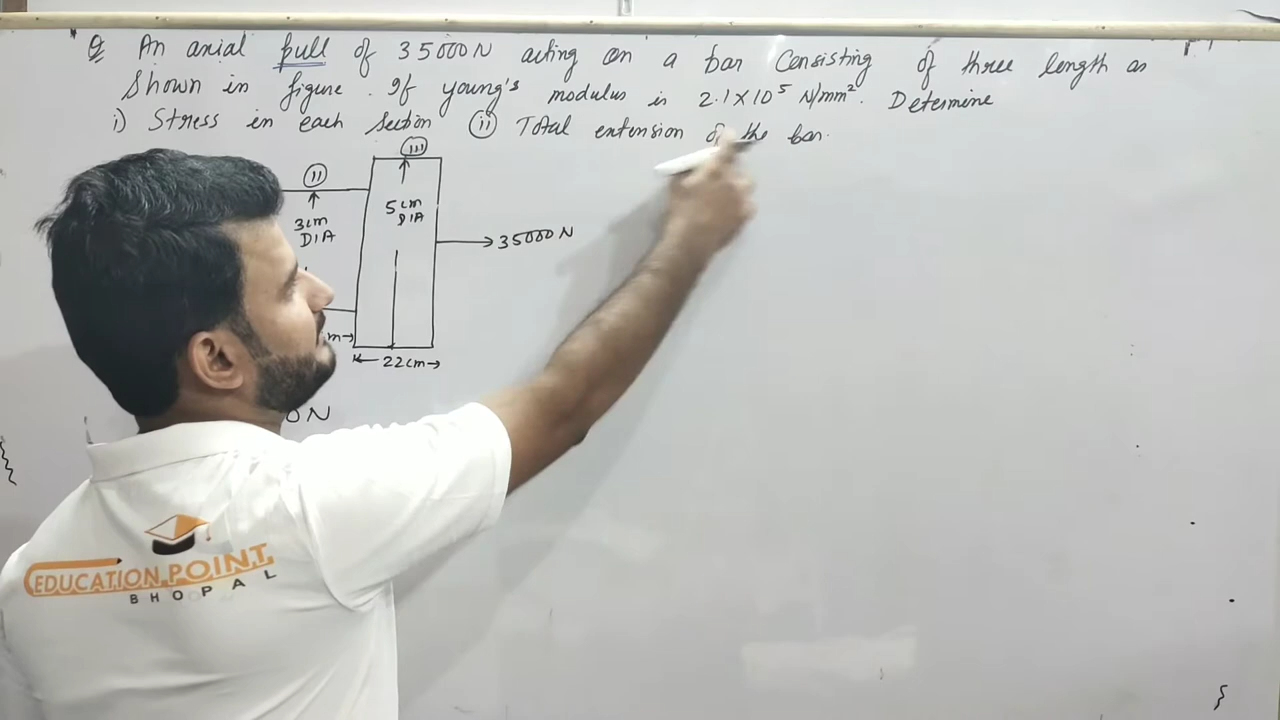 Q An axial pull of 35000 N acting on a bar Consisting of three length as
Shown in figure. If young's modulus is 2.1×10⁵ N/mm². Determine
i) Stress in each Section (ii) Total extension of the bar.
(iii)
(ii)
5cm
DIA
3cm
DIA
35000 N
m→
←22cm→
0N
EDUCATION POINT
BHOPAL